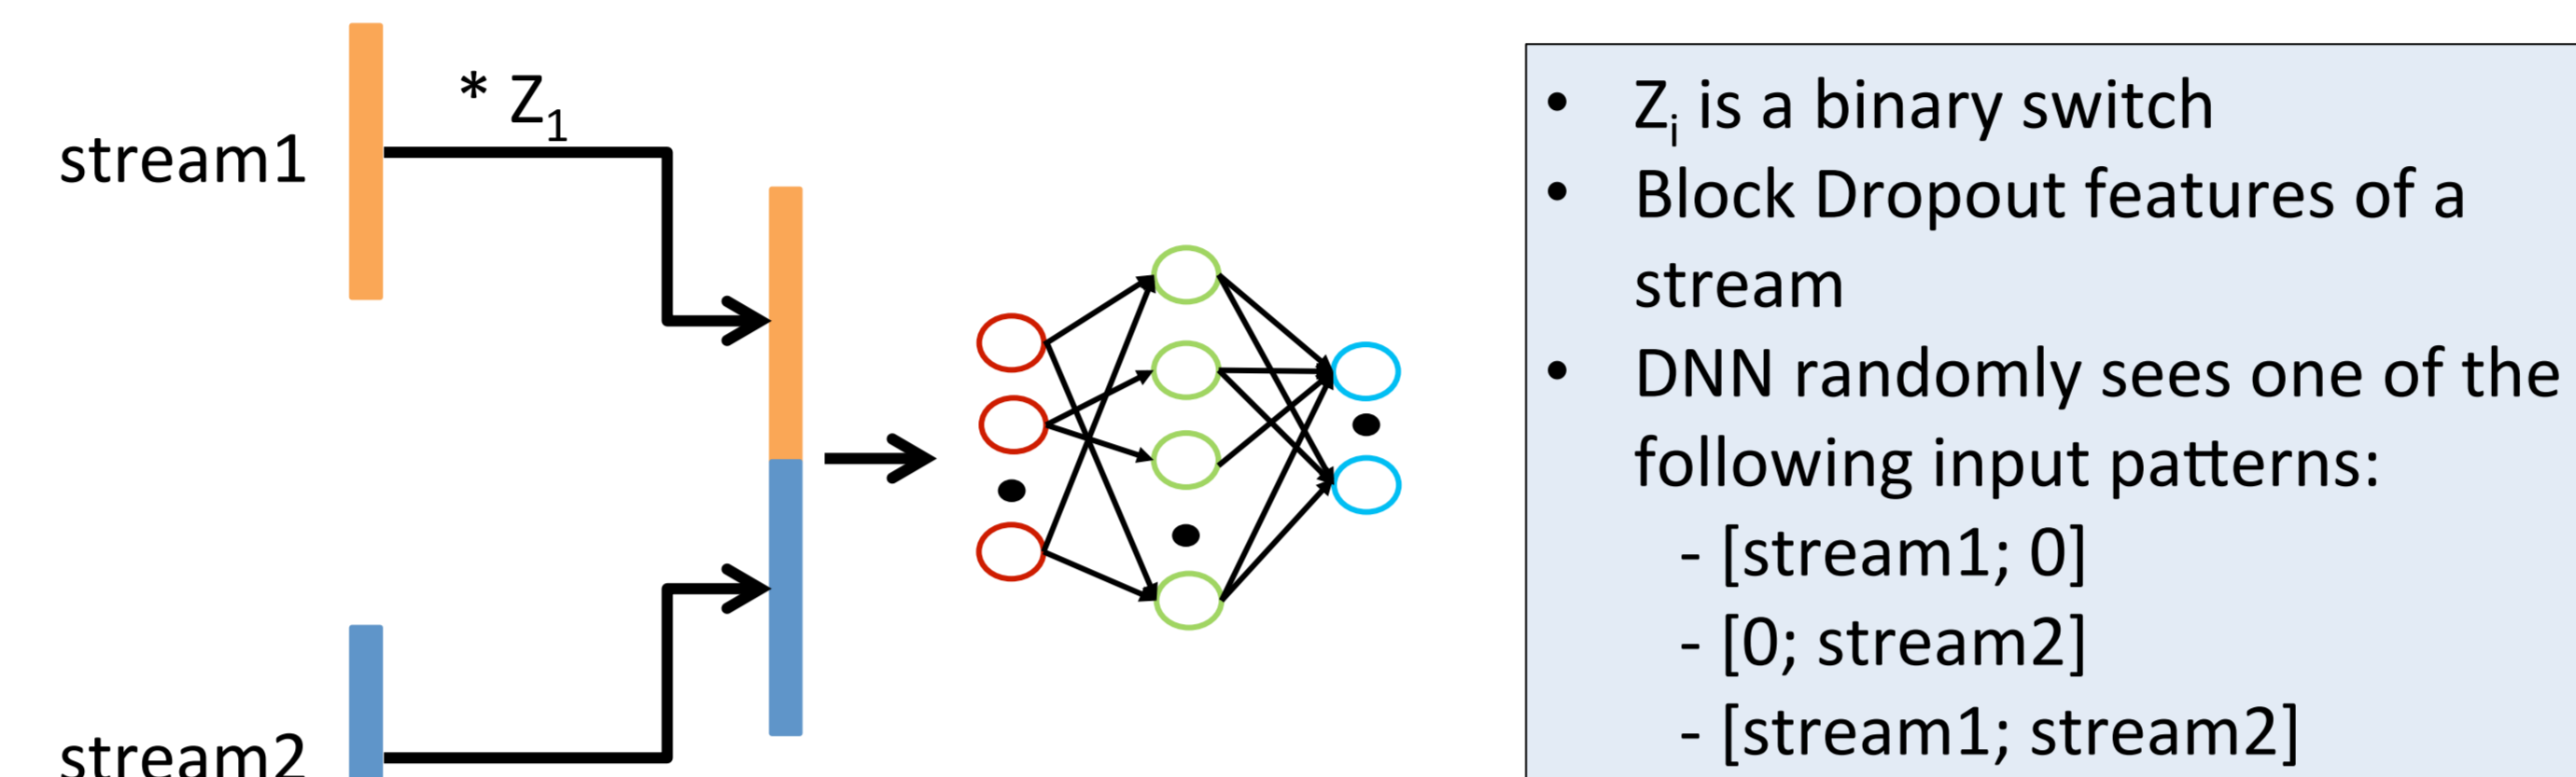 * Z₁
stream1
stream2
• Zᵢ is a binary switch
• Block Dropout features of a
stream
• DNN randomly sees one of the
following input patterns:
- [stream1; 0]
- [0; stream2]
- [stream1; stream2]